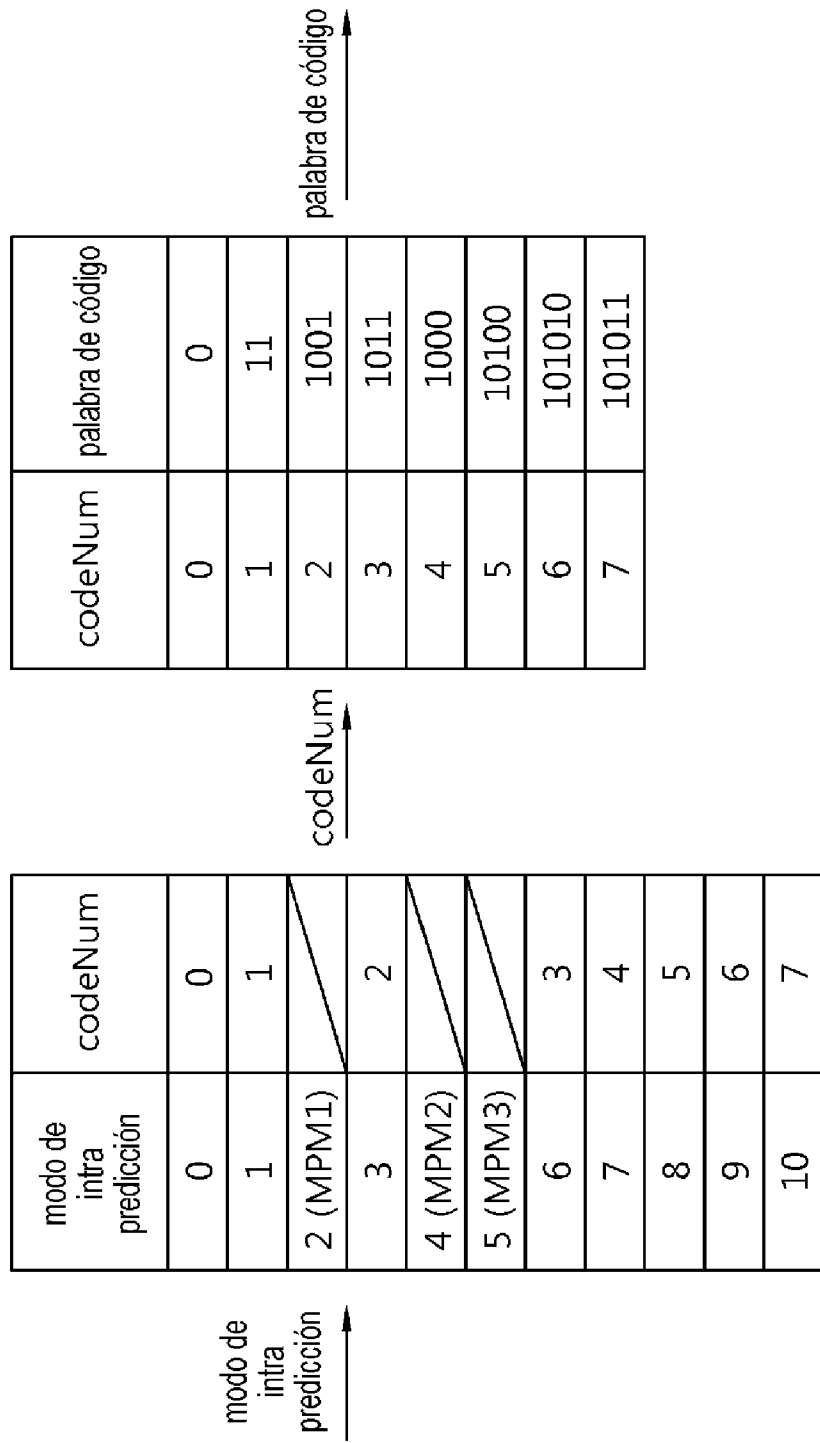 modo de
intra
predicción
modo de
intra
predicción
codeNum
0
0
1
1
2 (MPM1)
3
2
4 (MPM2)
5 (MPM3)
6
3
7
4
8
5
9
6
10
7
codeNum
codeNum
palabra de código
0
0
1
11
2
1001
3
1011
4
1000
5
10100
6
101010
7
101011
palabra de código